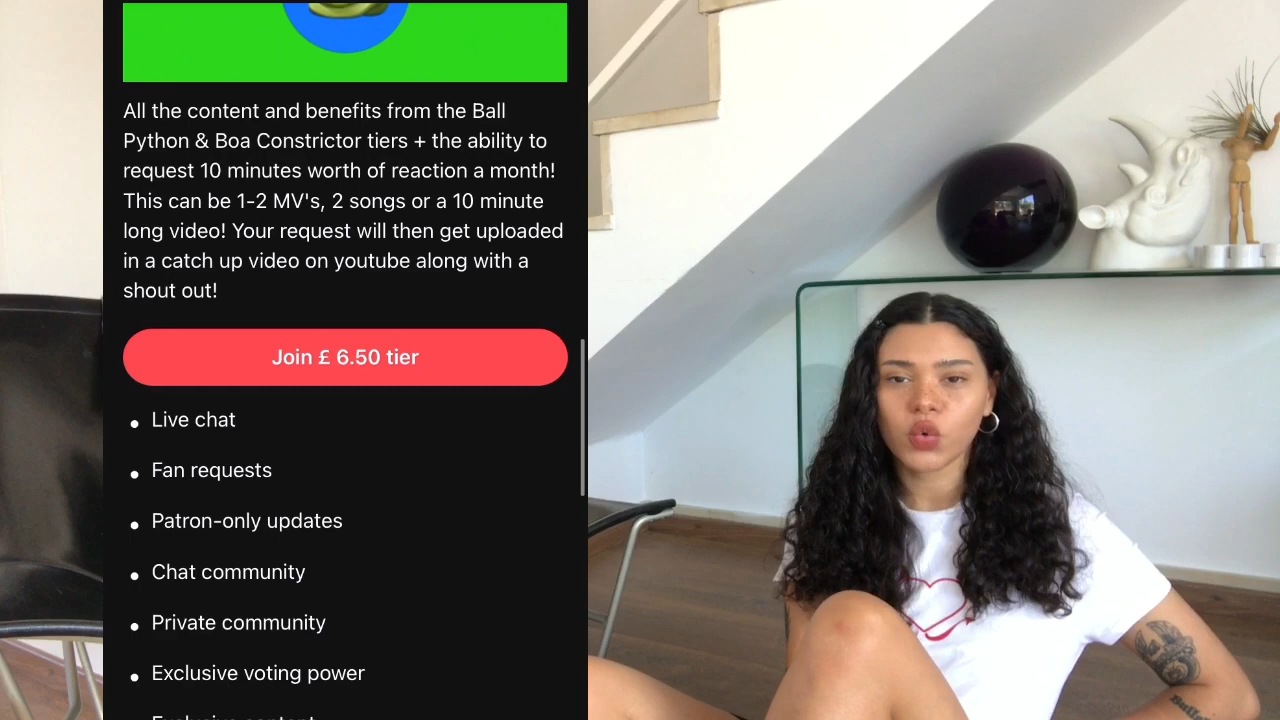 All the content and benefits from the Ball
Python & Boa Constrictor tiers + the ability to
request 10 minutes worth of reaction a month!
This can be 1-2 MV's, 2 songs or a 10 minute
long video! Your request will then get uploaded
in a catch up video on youtube along with a
shout out!
Join £ 6.50 tier
Live chat
Fan requests
Patron-only updates
Chat community
Private community
Exclusive voting power